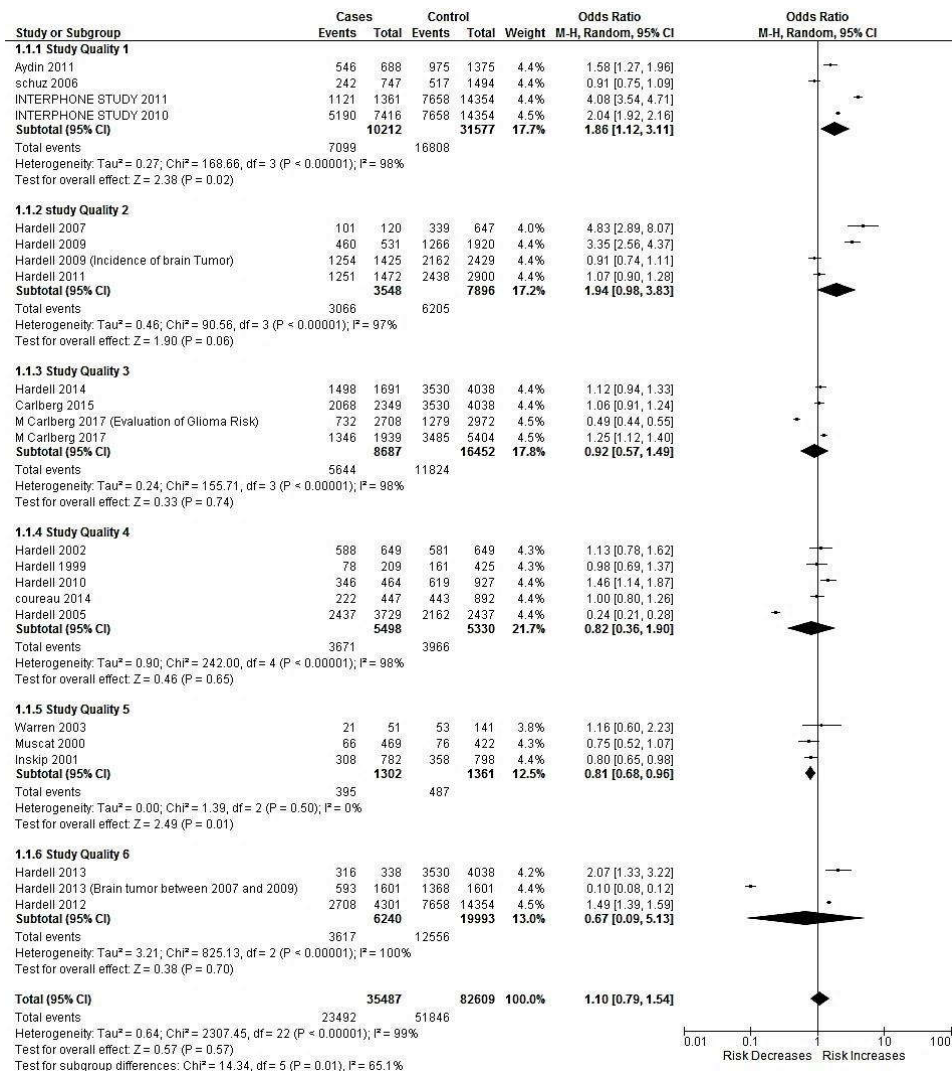 Cases Control Odds Ratio Odds Ratio
Study or Subgroup Events Total Events Total Weight M-H, Random, 95% CI M-H, Random, 95% CI
1.1.1 Study Quality 1
Aydin 2011 546 688 975 1375 4.4% 1.58 [1.27, 1.96]
schuz 2006 242 747 517 1494 4.4% 0.91 [0.75, 1.09]
INTERPHONE STUDY 2011 1121 1361 7658 14354 4.4% 4.08 [3.54, 4.71]
INTERPHONE STUDY 2010 5190 7416 7658 14354 4.5% 2.04 [1.92, 2.16]
Subtotal (95% CI) 10212 31577 17.7% 1.86 [1.12, 3.11]
Total events 7099 16808
Heterogeneity: Tau² = 0.27; Chi² = 168.66, df = 3 (P < 0.00001); I² = 98%
Test for overall effect: Z = 2.38 (P = 0.02)
1.1.2 study Quality 2
Hardell 2007 101 120 339 647 4.0% 4.83 [2.89, 8.07]
Hardell 2009 460 531 1266 1920 4.4% 3.35 [2.56, 4.37]
Hardell 2009 (Incidence of brain Tumor) 1254 1425 2162 2429 4.4% 0.91 [0.74, 1.11]
Hardell 2011 1251 1472 2438 2900 4.4% 1.07 [0.90, 1.28]
Subtotal (95% CI) 3548 7896 17.2% 1.94 [0.98, 3.83]
Total events 3066 6205
Heterogeneity: Tau² = 0.46; Chi² = 90.56, df = 3 (P < 0.00001); I² = 97%
Test for overall effect: Z = 1.90 (P = 0.06)
1.1.3 Study Quality 3
Hardell 2014 1498 1691 3530 4038 4.4% 1.12 [0.94, 1.33]
Carlberg 2015 2068 2349 3530 4038 4.4% 1.06 [0.91, 1.24]
M Carlberg 2017 (Evaluation of Glioma Risk) 732 2708 1279 2972 4.5% 0.49 [0.44, 0.55]
M Carlberg 2017 1346 1939 3485 5404 4.5% 1.25 [1.12, 1.40]
Subtotal (95% CI) 8687 16452 17.8% 0.92 [0.57, 1.49]
Total events 5644 11824
Heterogeneity: Tau² = 0.24; Chi² = 155.71, df = 3 (P < 0.00001); I² = 98%
Test for overall effect: Z = 0.33 (P = 0.74)
1.1.4 Study Quality 4
Hardell 2002 588 649 581 649 4.3% 1.13 [0.78, 1.62]
Hardell 1999 78 209 161 425 4.3% 0.98 [0.69, 1.37]
Hardell 2010 346 464 619 927 4.4% 1.46 [1.14, 1.87]
coureau 2014 222 447 443 892 4.4% 1.00 [0.80, 1.26]
Hardell 2005 2437 3729 2162 2437 4.4% 0.24 [0.21, 0.28]
Subtotal (95% CI) 5498 5330 21.7% 0.82 [0.36, 1.90]
Total events 3671 3966
Heterogeneity: Tau² = 0.90; Chi² = 242.00, df = 4 (P < 0.00001); I² = 98%
Test for overall effect: Z = 0.46 (P = 0.65)
1.1.5 Study Quality 5
Warren 2003 21 51 53 141 3.8% 1.16 [0.60, 2.23]
Muscat 2000 66 469 76 422 4.3% 0.75 [0.52, 1.07]
Inskip 2001 308 782 358 798 4.4% 0.80 [0.65, 0.98]
Subtotal (95% CI) 1302 1361 12.5% 0.81 [0.68, 0.96]
Total events 395 487
Heterogeneity: Tau² = 0.00; Chi² = 1.39, df = 2 (P = 0.50); I² = 0%
Test for overall effect: Z = 2.49 (P = 0.01)
1.1.6 Study Quality 6
Hardell 2013 316 338 3530 4038 4.2% 2.07 [1.33, 3.22]
Hardell 2013 (Brain tumor between 2007 and 2009) 593 1601 1368 1601 4.4% 0.10 [0.08, 0.12]
Hardell 2012 2708 4301 7658 14354 4.5% 1.49 [1.39, 1.59]
Subtotal (95% CI) 6240 19993 13.0% 0.67 [0.09, 5.13]
Total events 3617 12556
Heterogeneity: Tau² = 3.21; Chi² = 825.13, df = 2 (P < 0.00001); I² = 100%
Test for overall effect: Z = 0.38 (P = 0.70)
Total (95% CI) 35487 82609 100.0% 1.10 [0.79, 1.54]
Total events 23492 51846
Heterogeneity: Tau² = 0.64; Chi² = 2307.45, df = 22 (P < 0.00001); I² = 99%
Test for overall effect: Z = 0.57 (P = 0.57)
Test for subgroup differences: Chi² = 14.34, df = 5 (P = 0.01), I² = 65.1%
0.01 0.1 1 10 100
Risk Decreases Risk Increases